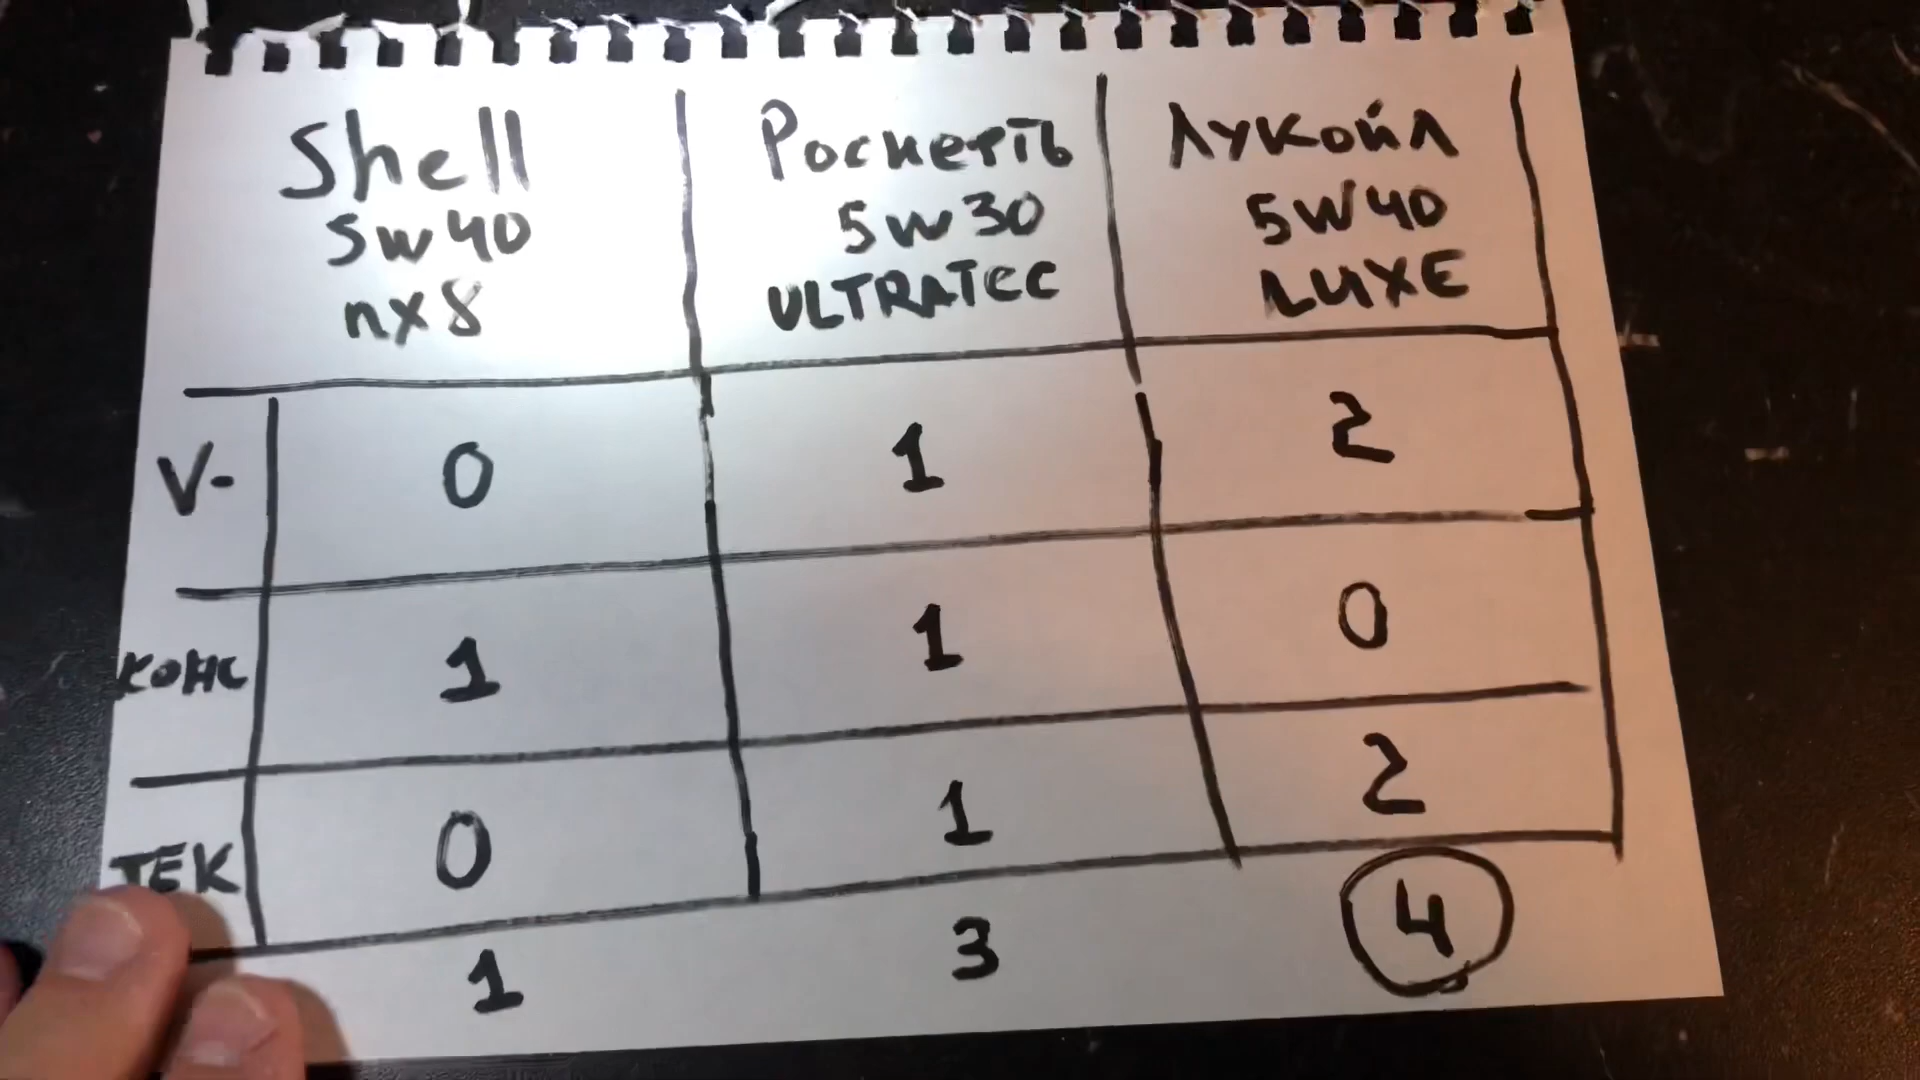 Shell Роснефть Лукойл
5w40 5w30 5W40
nx8 ULTRATEC LUXE
V- 0 1 2
конс 1 1 0
ТЕК 0 1 2
1 3 4